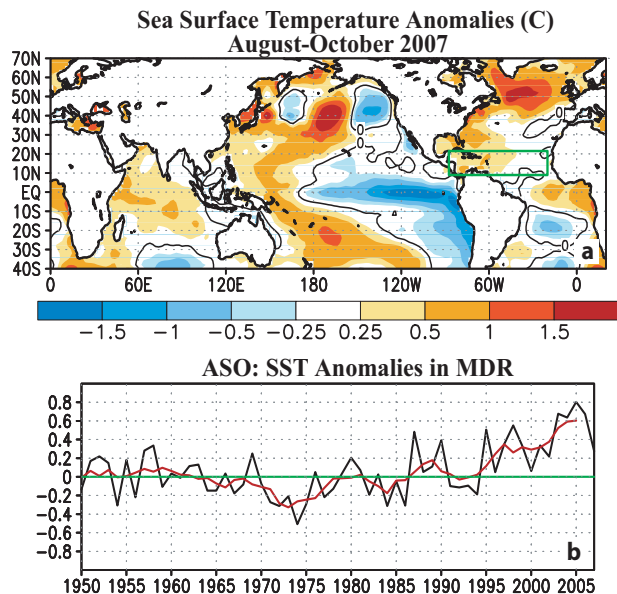 Sea Surface Temperature Anomalies (C)
August-October 2007
70N
60N
50N
40N
30N
20N
10N
EQ
10S
20S
30S
40S
0
0
0
0
0
a
0 60E 120E 180 120W 60W 0
−1.5 −1 −0.5 −0.25 0.25 0.5 1 1.5
ASO: SST Anomalies in MDR
0.8
0.6
0.4
0.2
0
−0.2
−0.4
−0.6
−0.8
b
1950 1955 1960 1965 1970 1975 1980 1985 1990 1995 2000 2005